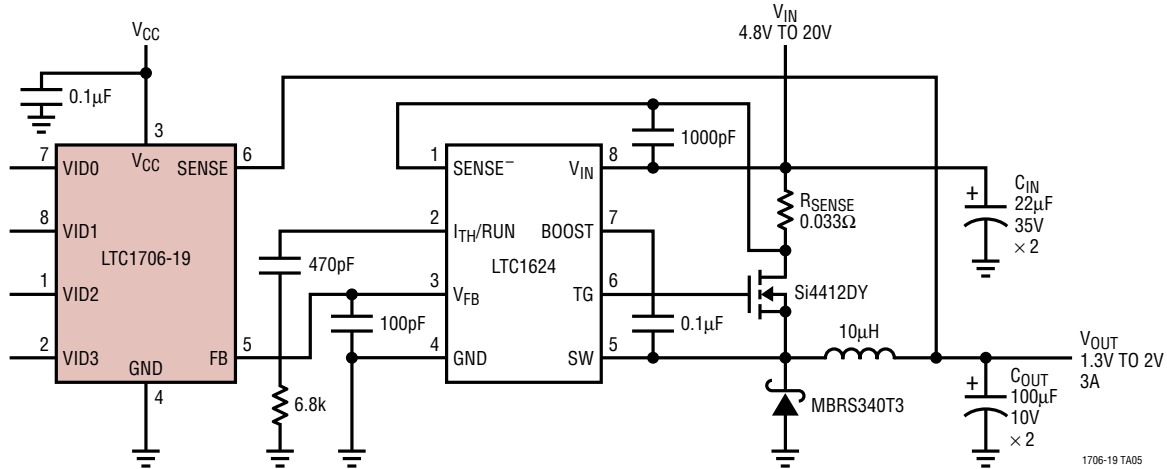 VCC
0.1µF
3
7
VID0
VCC
SENSE
6
8
VID1
LTC1706-19
1
VID2
2
VID3
FB
5
GND
4
470pF
6.8k
100pF
1
SENSE–
VIN
8
2
ITH/RUN
BOOST
7
LTC1624
3
VFB
TG
6
4
GND
SW
5
1000pF
0.1µF
VIN
4.8V TO 20V
RSENSE
0.033Ω
Si4412DY
10µH
MBRS340T3
+
CIN
22µF
35V
× 2
VOUT
1.3V TO 2V
3A
+
COUT
100µF
10V
× 2
1706-19 TA05